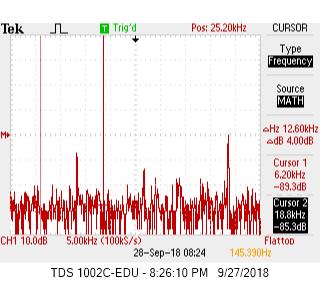 Tek
T Trig'd
Pos: 25.20kHz
CURSOR
Type
Frequency
Source
MATH
M
ΔHz 12.60kHz
ΔdB 4.00dB
Cursor 1
6.20kHz
-89.3dB
Cursor 2
18.8kHz
-85.3dB
CH1 10.0dB 5.00kHz (100kS/s) Flattop
28-Sep-18 08:24 145.390Hz
TDS 1002C-EDU - 8:26:10 PM 9/27/2018